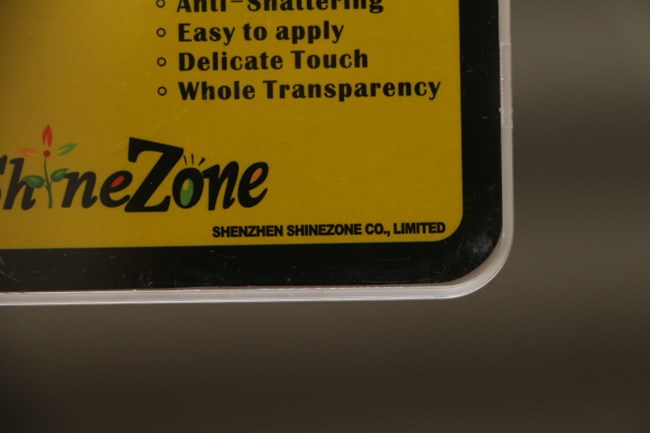 Anti-Shattering
Easy to apply
Delicate Touch
Whole Transparency
ShineZone
SHENZHEN SHINEZONE CO., LIMITED